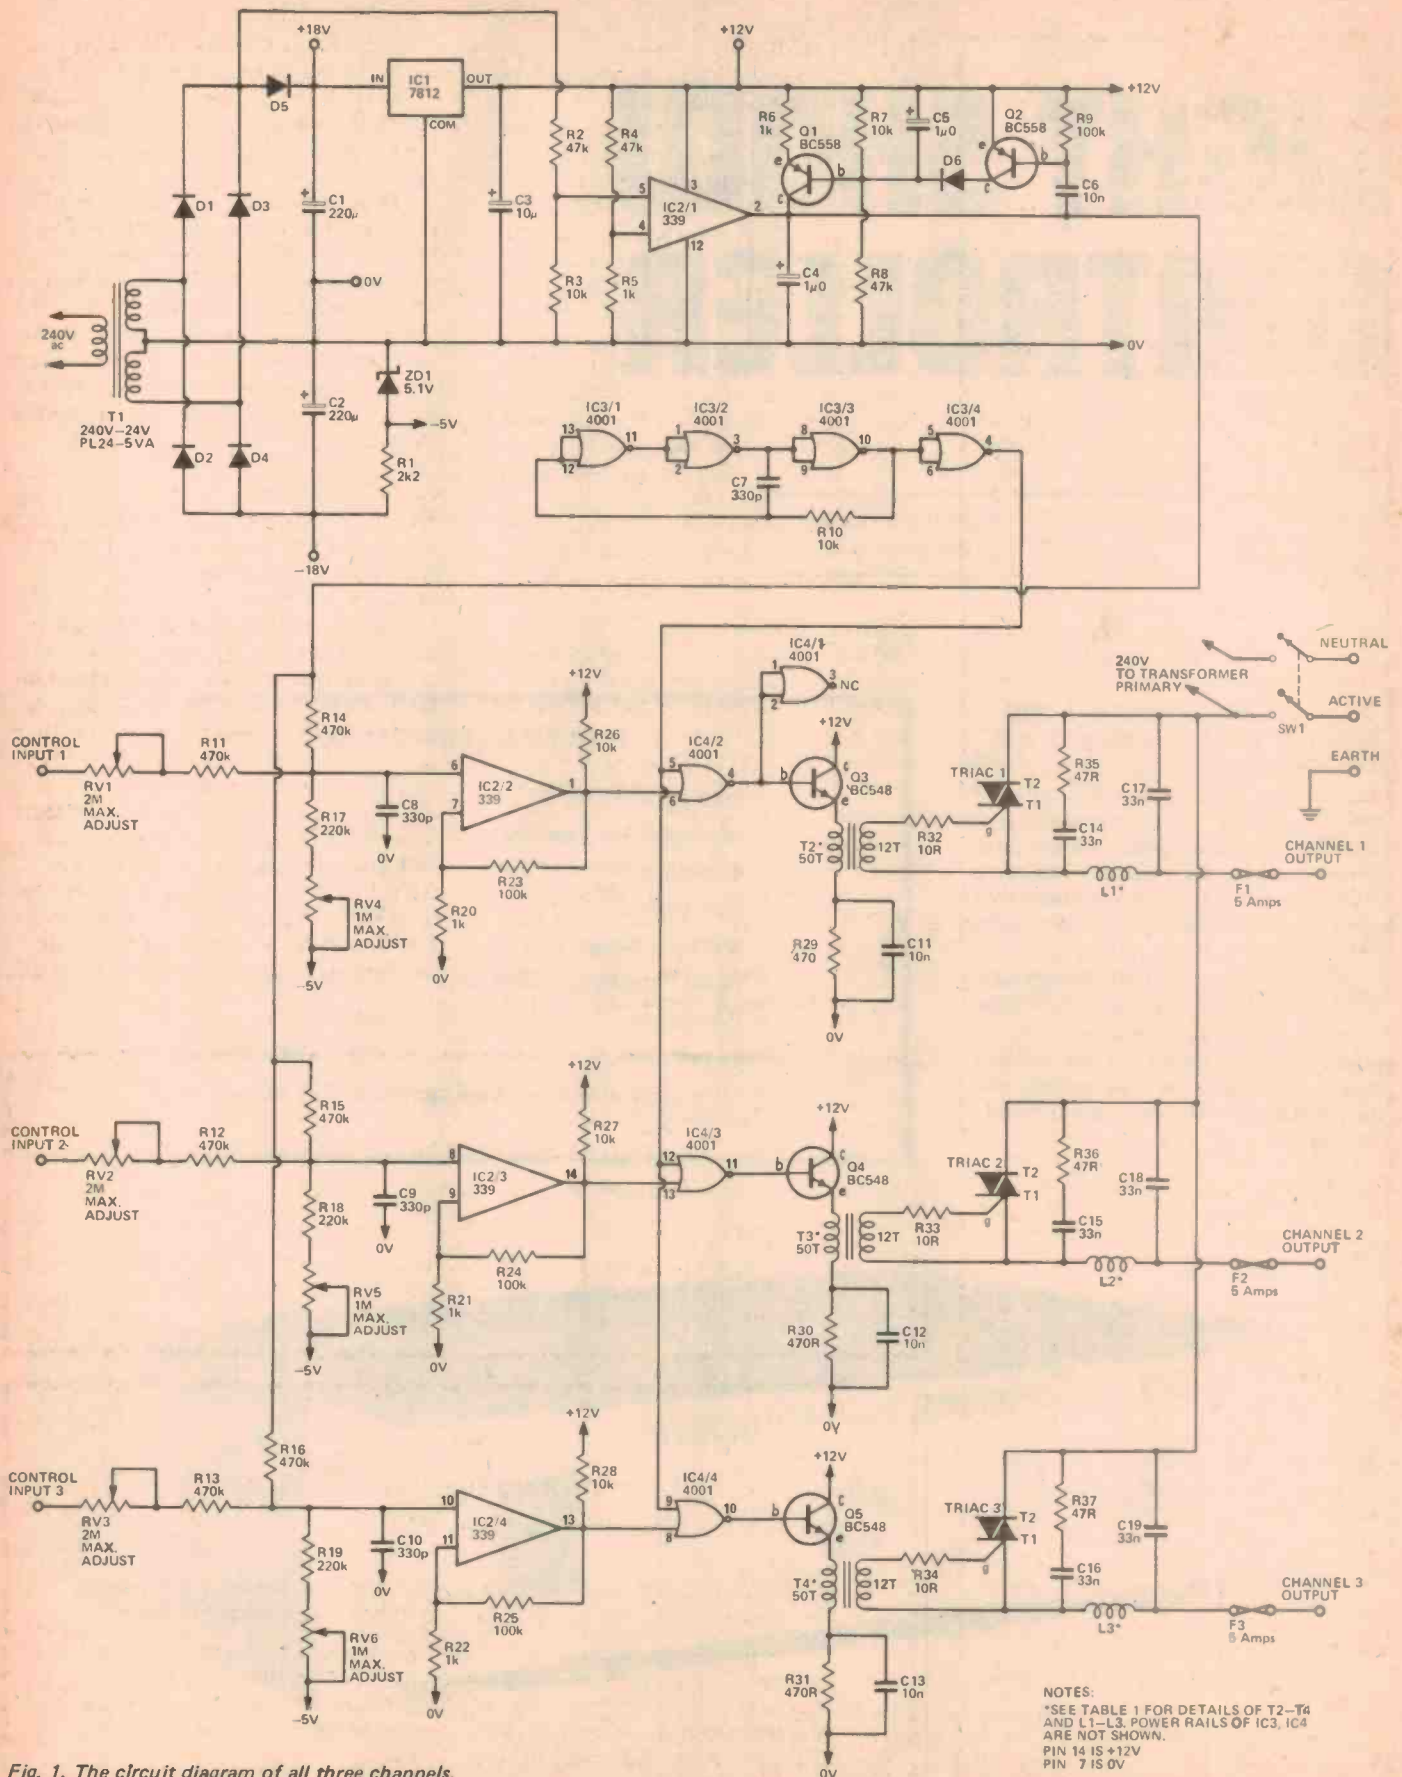 +18V
+12V
IN
IC1
7812
OUT
COM
D5
+12V
R2
47k
R4
47k
R6
1k
Q1
BC558
R7
10k
C5
1µ0
Q2
BC558
R9
100k
e
b
c
D6
e
b
c
C6
10n
D1
D3
C1
220µ
C3
10µ
5
4
3
IC2/1
339
2
12
0V
R3
10k
R5
1k
C4
1µ0
R8
47k
240V
ac
0V
T1
240V–24V
PL24–5VA
ZD1
5.1V
C2
220µ
–5V
D2
D4
R1
2k2
–18V
IC3/1
4001
IC3/2
4001
IC3/3
4001
IC3/4
4001
13
12
11
1
2
3
8
9
10
5
6
4
C7
330p
R10
10k
NEUTRAL
240V
TO TRANSFORMER
PRIMARY
ACTIVE
SW1
EARTH
IC4/1
4001
1
2
3
NC
+12V
R14
470k
R26
10k
CONTROL
INPUT 1
RV1
2M
MAX.
ADJUST
R11
470k
6
7
IC2/2
339
1
5
6
IC4/2
4001
4
+12V
b
c
e
Q3
BC548
R17
220k
C8
330p
0V
R23
100k
R20
1k
0V
RV4
1M
MAX.
ADJUST
–5V
T2*
50T
12T
R32
10R
g
TRIAC 1
T2
T1
R35
47R
C14
33n
C17
33n
L1*
F1
5 Amps
CHANNEL 1
OUTPUT
R29
470
C11
10n
0V
+12V
R15
470k
R27
10k
CONTROL
INPUT 2
RV2
2M
MAX.
ADJUST
R12
470k
8
9
IC2/3
339
14
12
13
IC4/3
4001
11
+12V
b
c
e
Q4
BC548
R18
220k
C9
330p
0V
R24
100k
R21
1k
0V
RV5
1M
MAX.
ADJUST
–5V
T3*
50T
12T
R33
10R
g
TRIAC 2
T2
T1
R36
47R
C15
33n
C18
33n
L2*
F2
5 Amps
CHANNEL 2
OUTPUT
R30
470R
C12
10n
0V
+12V
R16
470k
R28
10k
CONTROL
INPUT 3
RV3
2M
MAX.
ADJUST
R13
470k
10
11
IC2/4
339
13
9
8
IC4/4
4001
10
+12V
b
c
e
Q5
BC548
R19
220k
C10
330p
0V
R25
100k
R22
1k
0V
RV6
1M
MAX.
ADJUST
–5V
T4*
50T
12T
R34
10R
g
TRIAC 3
T2
T1
R37
47R
C16
33n
C19
33n
L3*
F3
5 Amps
CHANNEL 3
OUTPUT
R31
470R
C13
10n
0V
NOTES:
*SEE TABLE 1 FOR DETAILS OF T2–T4
AND L1–L3. POWER RAILS OF IC3, IC4
ARE NOT SHOWN.
PIN 14 IS +12V
PIN 7 IS 0V
Fig. 1. The circuit diagram of all three channels.